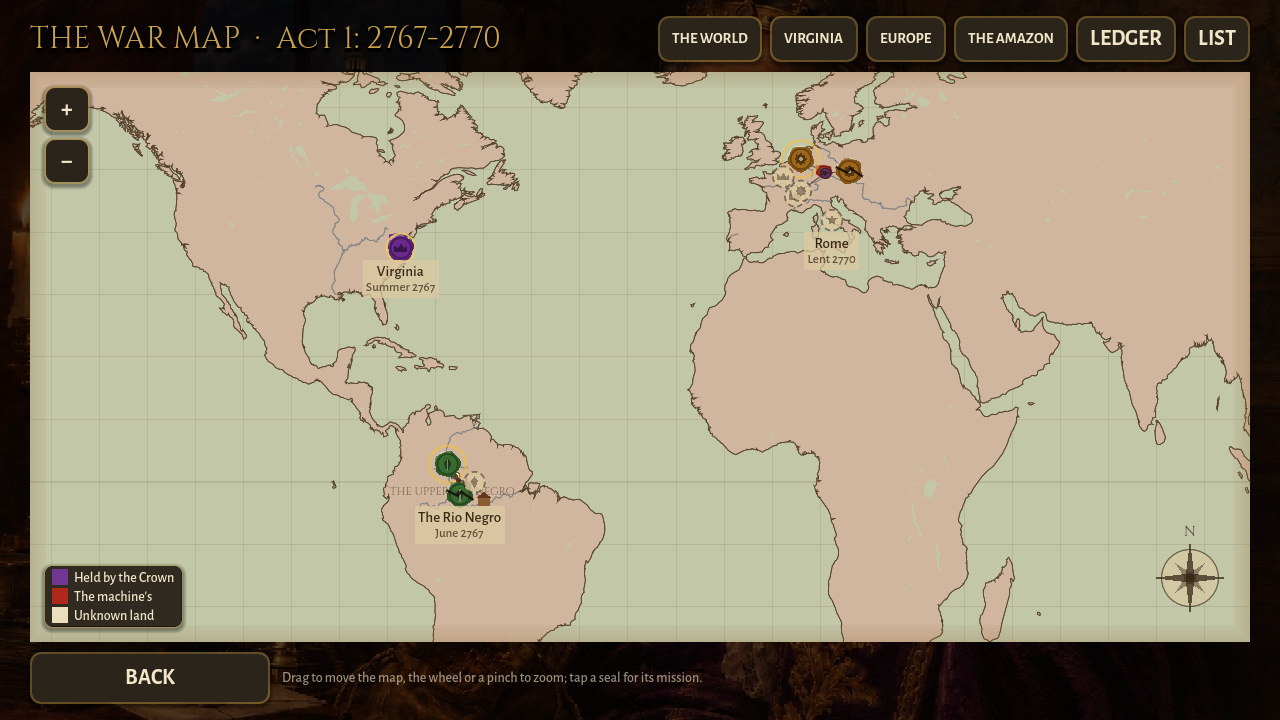 THE WAR MAP · ACT 1: 2767-2770
THE WORLD
VIRGINIA
EUROPE
THE AMAZON
LEDGER
LIST
+
−
Rome
Lent 2770
Virginia
Summer 2767
THE UPPER
The Rio Negro
June 2767
N
Held by the Crown
The machine's
Unknown land
BACK
Drag to move the map, the wheel or a pinch to zoom; tap a seal for its mission.